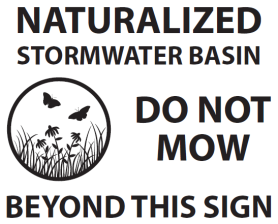 NATURALIZED
STORMWATER BASIN
DO NOT
MOW
BEYOND THIS SIGN